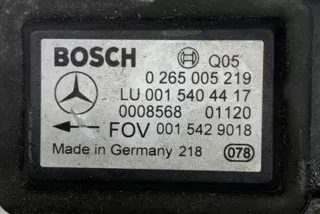 BOSCH Q05
0 265 005 219
LU 001 540 44 17
0008568 01120
FOV 001 542 9018
Made in Germany 218 078